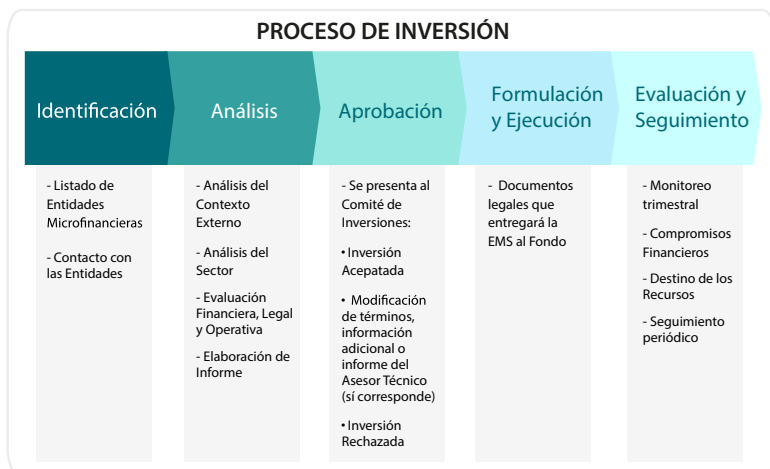 PROCESO DE INVERSIÓN
Identificación
Análisis
Aprobación
Formulación
y Ejecución
Evaluación y
Seguimiento
- Listado de
Entidades
Microfinancieras
- Contacto con
las Entidades
- Análisis del
Contexto
Externo
- Análisis del
Sector
- Evaluación
Financiera, Legal
y Operativa
- Elaboración de
Informe
- Se presenta al
Comité de
Inversiones:
• Inversión
Acepatada
• Modificación
de términos,
información
adicional o
informe del
Asesor Técnico
(sí corresponde)
• Inversión
Rechazada
- Documentos
legales que
entregará la
EMS al Fondo
- Monitoreo
trimestral
- Compromisos
Financieros
- Destino de los
Recursos
- Seguimiento
periódico